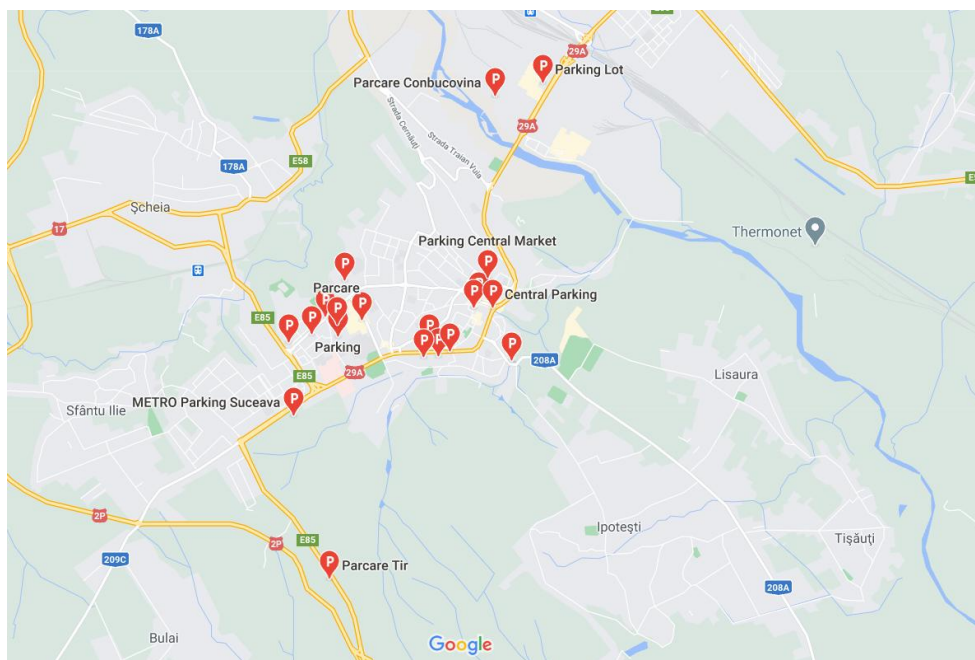 178A
29A
Parking Lot
Parcare Conbucovina
Strada Cernăuți
29A
Strada Traian Vuia
E58
178A
Șcheia
17
Thermonet
Parking Central Market
Parcare
Central Parking
E85
Parking
208A
E85
29A
Lisaura
METRO Parking Suceava
Sfântu Ilie
2P
Ipotești
Tișăuți
E85
2P
209C
Parcare Tir
208A
Bulai
Google